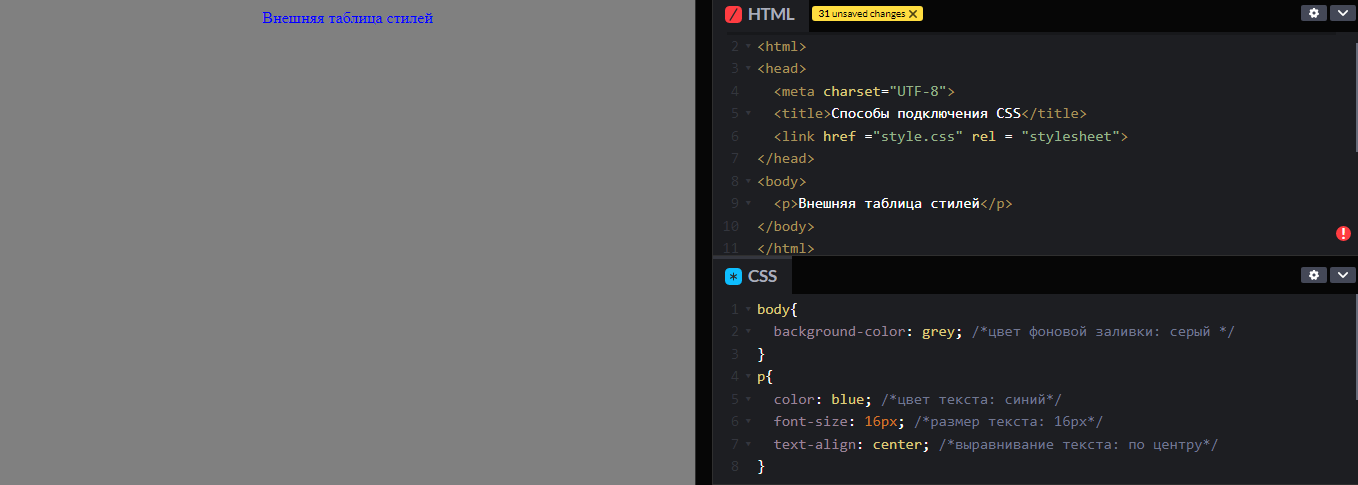 Внешняя таблица стилей
HTML
31 unsaved changes
2 <html>
3 <head>
4 <meta charset="UTF-8">
5 <title>Способы подключения CSS</title>
6 <link href ="style.css" rel = "stylesheet">
7 </head>
8 <body>
9 <p>Внешняя таблица стилей</p>
10 </body>
11 </html>
CSS
1 body{
2 background-color: grey; /*цвет фоновой заливки: серый */
3 }
4 p{
5 color: blue; /*цвет текста: синий*/
6 font-size: 16px; /*размер текста: 16px*/
7 text-align: center; /*выравнивание текста: по центру*/
8 }